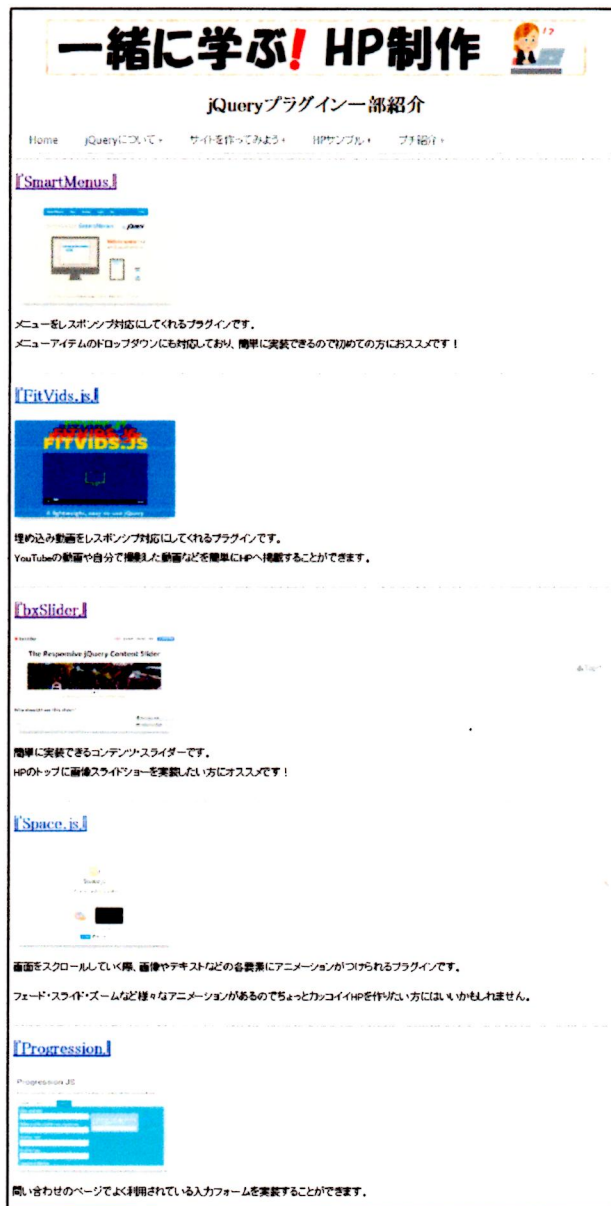 一緒に学ぶ! HP制作
!?
jQueryプラグイン一部紹介
Home jQueryについて+ サイトを作ってみよう+ HPサンプル+ プチ紹介+
『SmartMenus』
メニューをレスポンシブ対応にしてくれるプラグインです。
メニューアイテムのドロップダウンにも対応しており、簡単に実装できるので初めての方におススメです!
『FitVids.js』
FITVIDS.JS
A lightweight, easy-to-use jQuery
埋め込み動画をレスポンシブ対応にしてくれるプラグインです。
YouTubeの動画や自分で撮影した動画などを簡単にHPへ掲載することができます。
『bxSlider』
The Responsive jQuery Content Slider
簡単に実装できるコンテンツ・スライダーです。
HPのトップに画像スライドショーを実装したい方にオススメです!
『Space.js』
画面をスクロールしていく際、画像やテキストなどの各要素にアニメーションがつけられるプラグインです。
フェード・スライド・ズームなど様々なアニメーションがあるのでちょっとカッコイイHPを作りたい方にはいいかもしれません。
『Progression』
Progression JS
問い合わせのページでよく利用されている入力フォームを実装することができます。